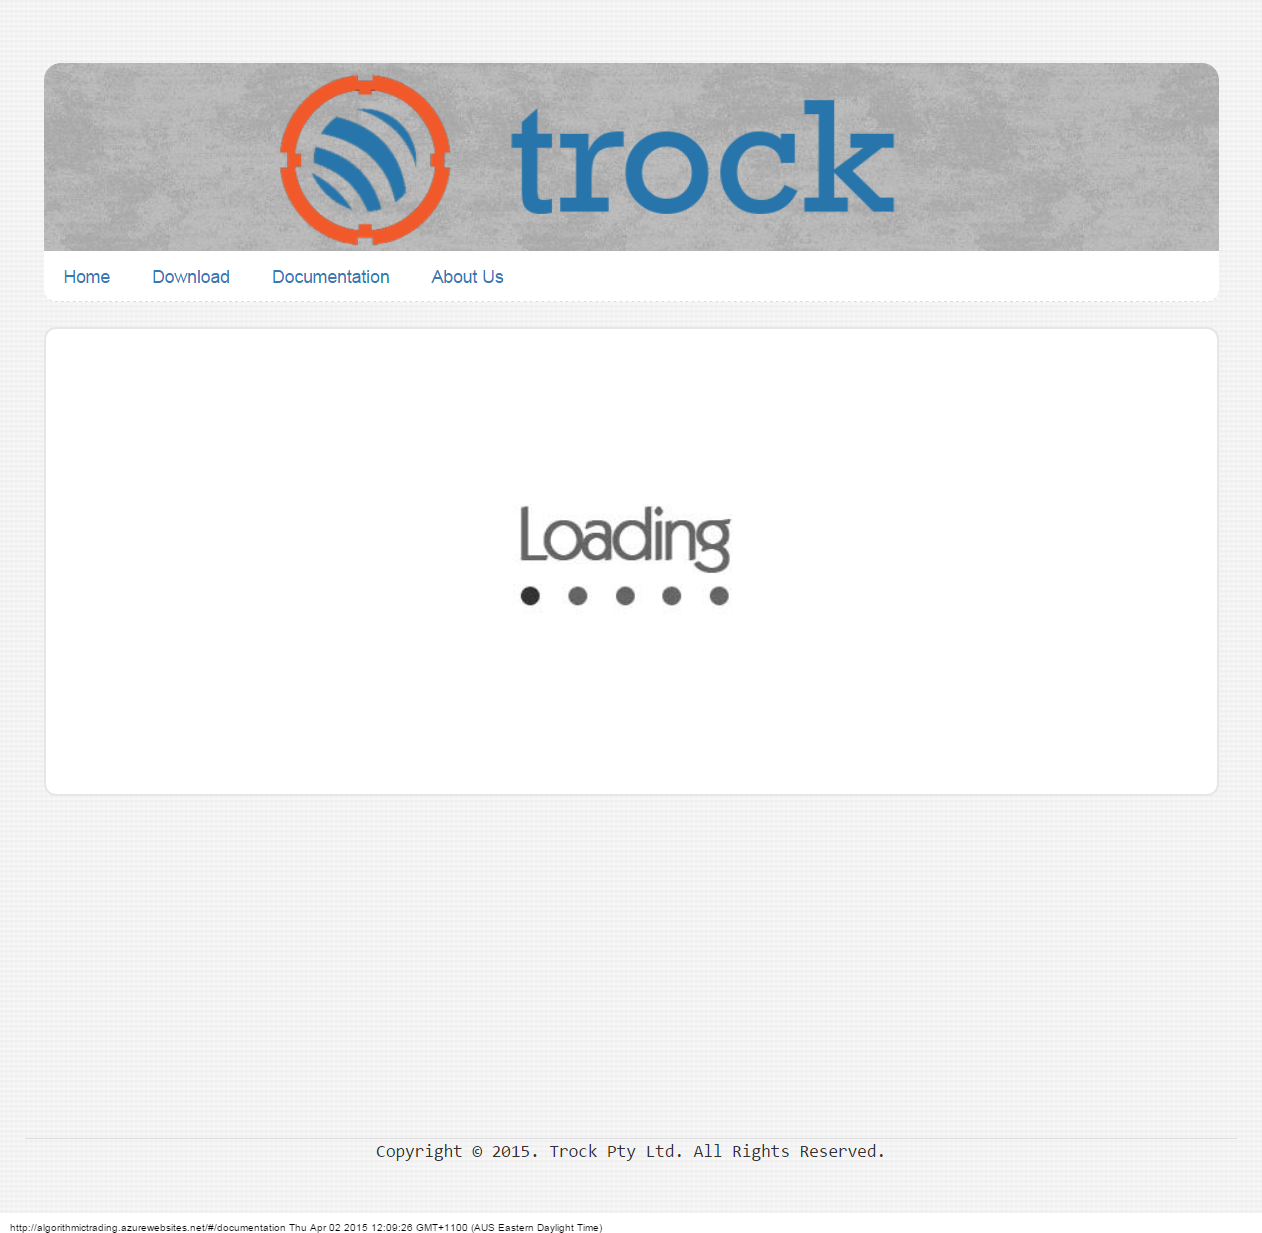 trock
Home Download Documentation About Us
Loading
Copyright © 2015. Trock Pty Ltd. All Rights Reserved.
http://algorithmictrading.azurewebsites.net/#/documentation Thu Apr 02 2015 12:09:26 GMT+1100 (AUS Eastern Daylight Time)